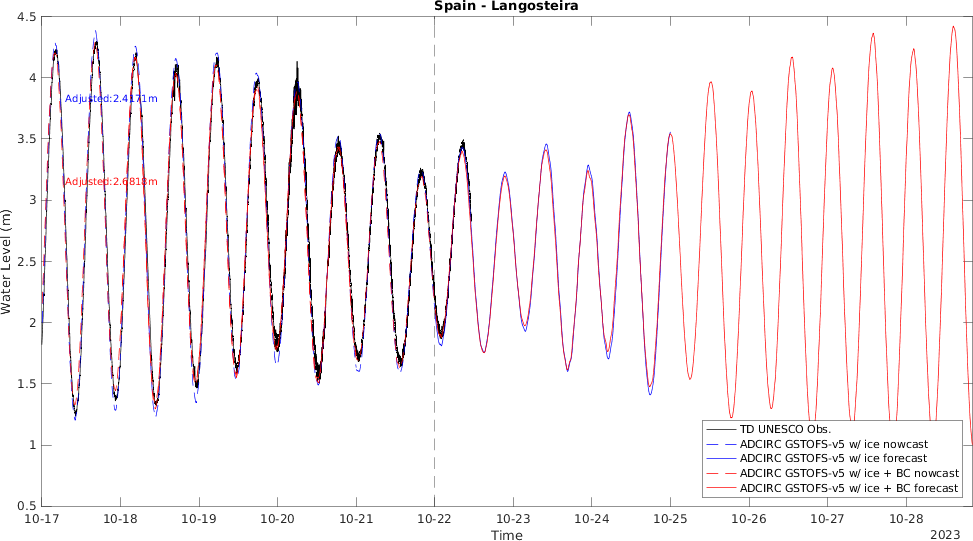 Spain - Langosteira
4.5
4
3.5
3
2.5
2
1.5
1
0.5
Water Level (m)
Adjusted:2.4171m
Adjusted:2.6818m
TD UNESCO Obs.
ADCIRC GSTOFS-v5 w/ ice nowcast
ADCIRC GSTOFS-v5 w/ ice forecast
ADCIRC GSTOFS-v5 w/ ice + BC nowcast
ADCIRC GSTOFS-v5 w/ ice + BC forecast
10-17 10-18 10-19 10-20 10-21 10-22 10-23 10-24 10-25 10-26 10-27 10-28
Time
2023